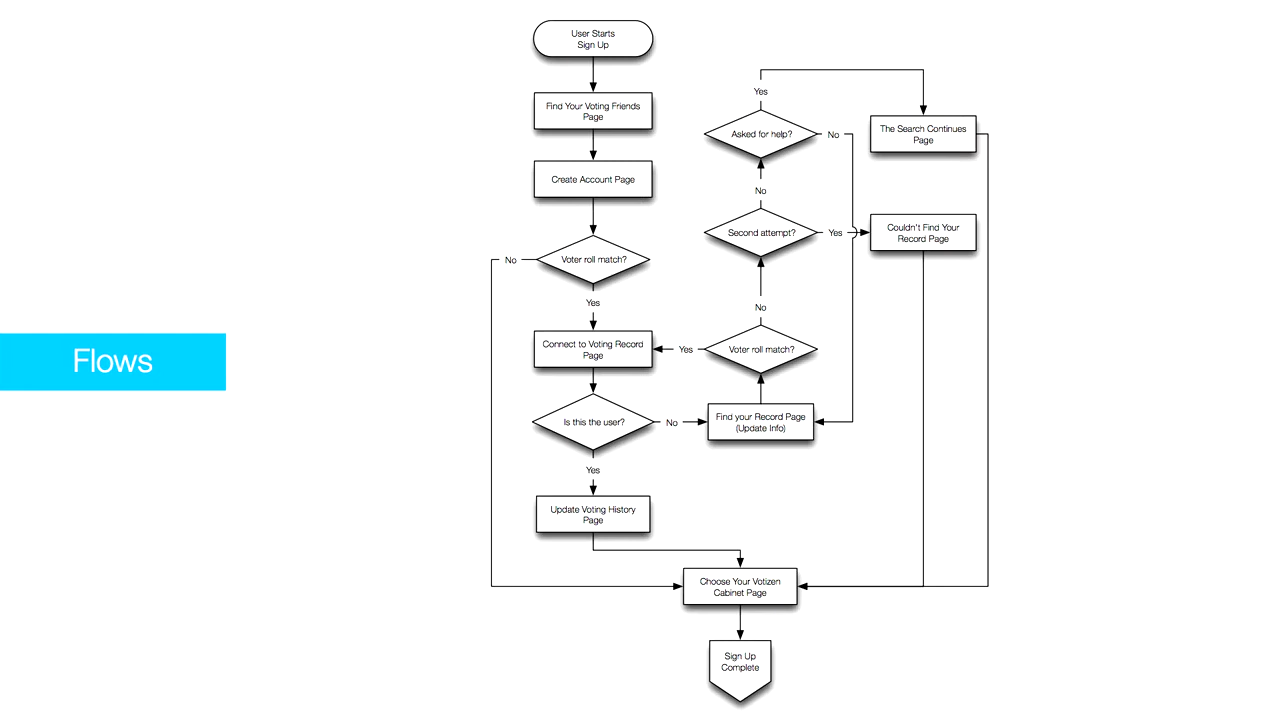 Flows
User Starts
Sign Up
Find Your Voting Friends
Page
Create Account Page
Voter roll match?
No
Yes
Connect to Voting Record
Page
Is this the user?
No
Yes
Update Voting History
Page
Find your Record Page
(Update Info)
Voter roll match?
Yes
No
Second attempt?
Yes
No
Asked for help?
No
Yes
The Search Continues
Page
Couldn't Find Your
Record Page
Choose Your Votizen
Cabinet Page
Sign Up
Complete